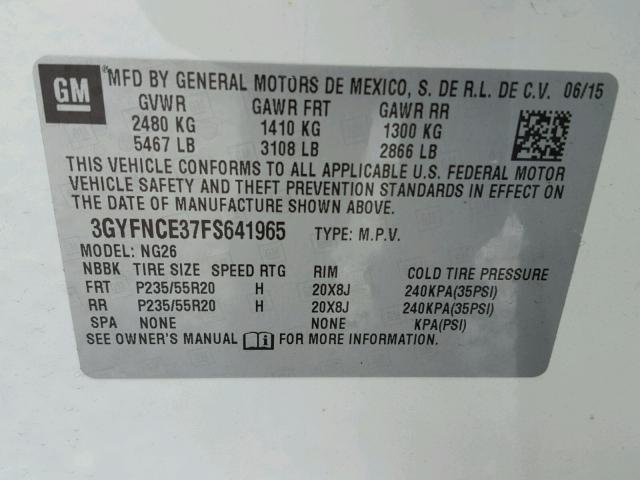 GM MFD BY GENERAL MOTORS DE MEXICO, S. DE R.L. DE C.V. 06/15
GVWR GAWR FRT GAWR RR
2480 KG 1410 KG 1300 KG
5467 LB 3108 LB 2866 LB
THIS VEHICLE CONFORMS TO ALL APPLICABLE U.S. FEDERAL MOTOR
VEHICLE SAFETY AND THEFT PREVENTION STANDARDS IN EFFECT ON
THE DATE OF MANUFACTURE SHOWN ABOVE.
3GYFNCE37FS641965 TYPE: M.P.V.
MODEL: NG26
NBBK TIRE SIZE SPEED RTG RIM COLD TIRE PRESSURE
FRT P235/55R20 H 20X8J 240KPA(35PSI)
RR P235/55R20 H 20X8J 240KPA(35PSI)
SPA NONE NONE KPA(PSI)
SEE OWNER'S MANUAL FOR MORE INFORMATION.